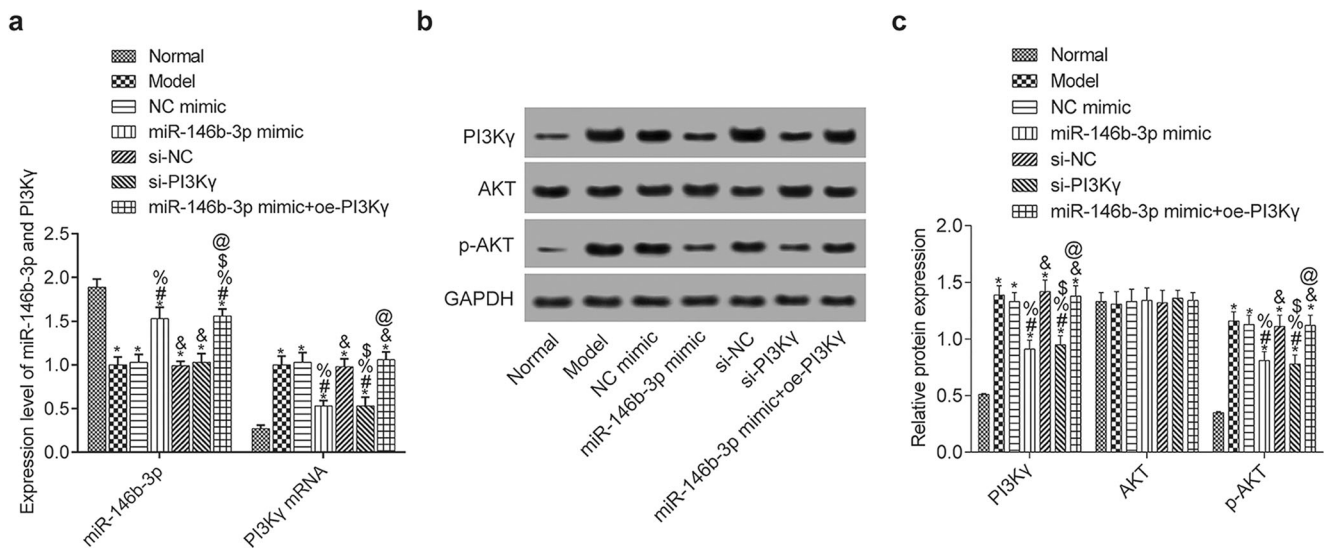 a
Normal
Model
NC mimic
miR-146b-3p mimic
si-NC
si-PI3Kγ
miR-146b-3p mimic+oe-PI3Kγ
Expression level of miR-146b-3p and PI3Kγ
2.5
2.0
1.5
1.0
0.5
0.0
*
*
%
#
*
&
*
&
*
@
$
%
#
*
*
*
%
#
*
&
*
$
%
#
*
@
&
*
miR-146b-3p
PI3Kγ mRNA
b
PI3Kγ
AKT
p-AKT
GAPDH
Normal
Model
NC mimic
miR-146b-3p mimic
si-NC
si-PI3Kγ
miR-146b-3p mimic+oe-PI3Kγ
c
Normal
Model
NC mimic
miR-146b-3p mimic
si-NC
si-PI3Kγ
miR-146b-3p mimic+oe-PI3Kγ
Relative protein expression
2.0
1.5
1.0
0.5
0.0
*
*
%
#
*
&
*
$
%
#
*
@
&
*
*
*
%
#
*
&
*
$
%
#
*
@
&
*
PI3Kγ
AKT
p-AKT